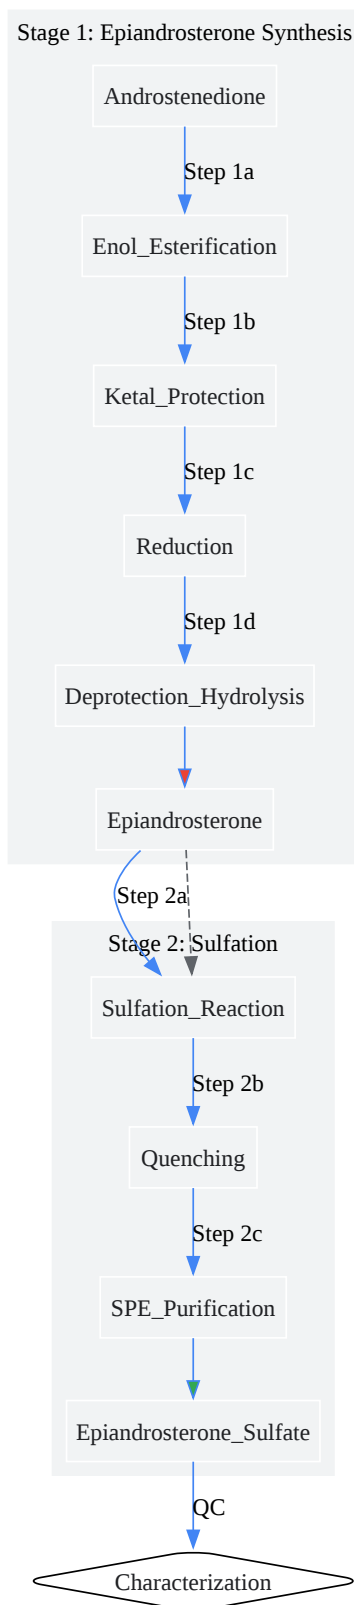 Stage 1: Epiandrosterone Synthesis
Androstenedione
Step 1a
Enol_Esterification
Step 1b
Ketal_Protection
Step 1c
Reduction
Step 1d
Deprotection_Hydrolysis
Epiandrosterone
Step 2a
Stage 2: Sulfation
Sulfation_Reaction
Step 2b
Quenching
Step 2c
SPE_Purification
Epiandrosterone_Sulfate
QC
Characterization